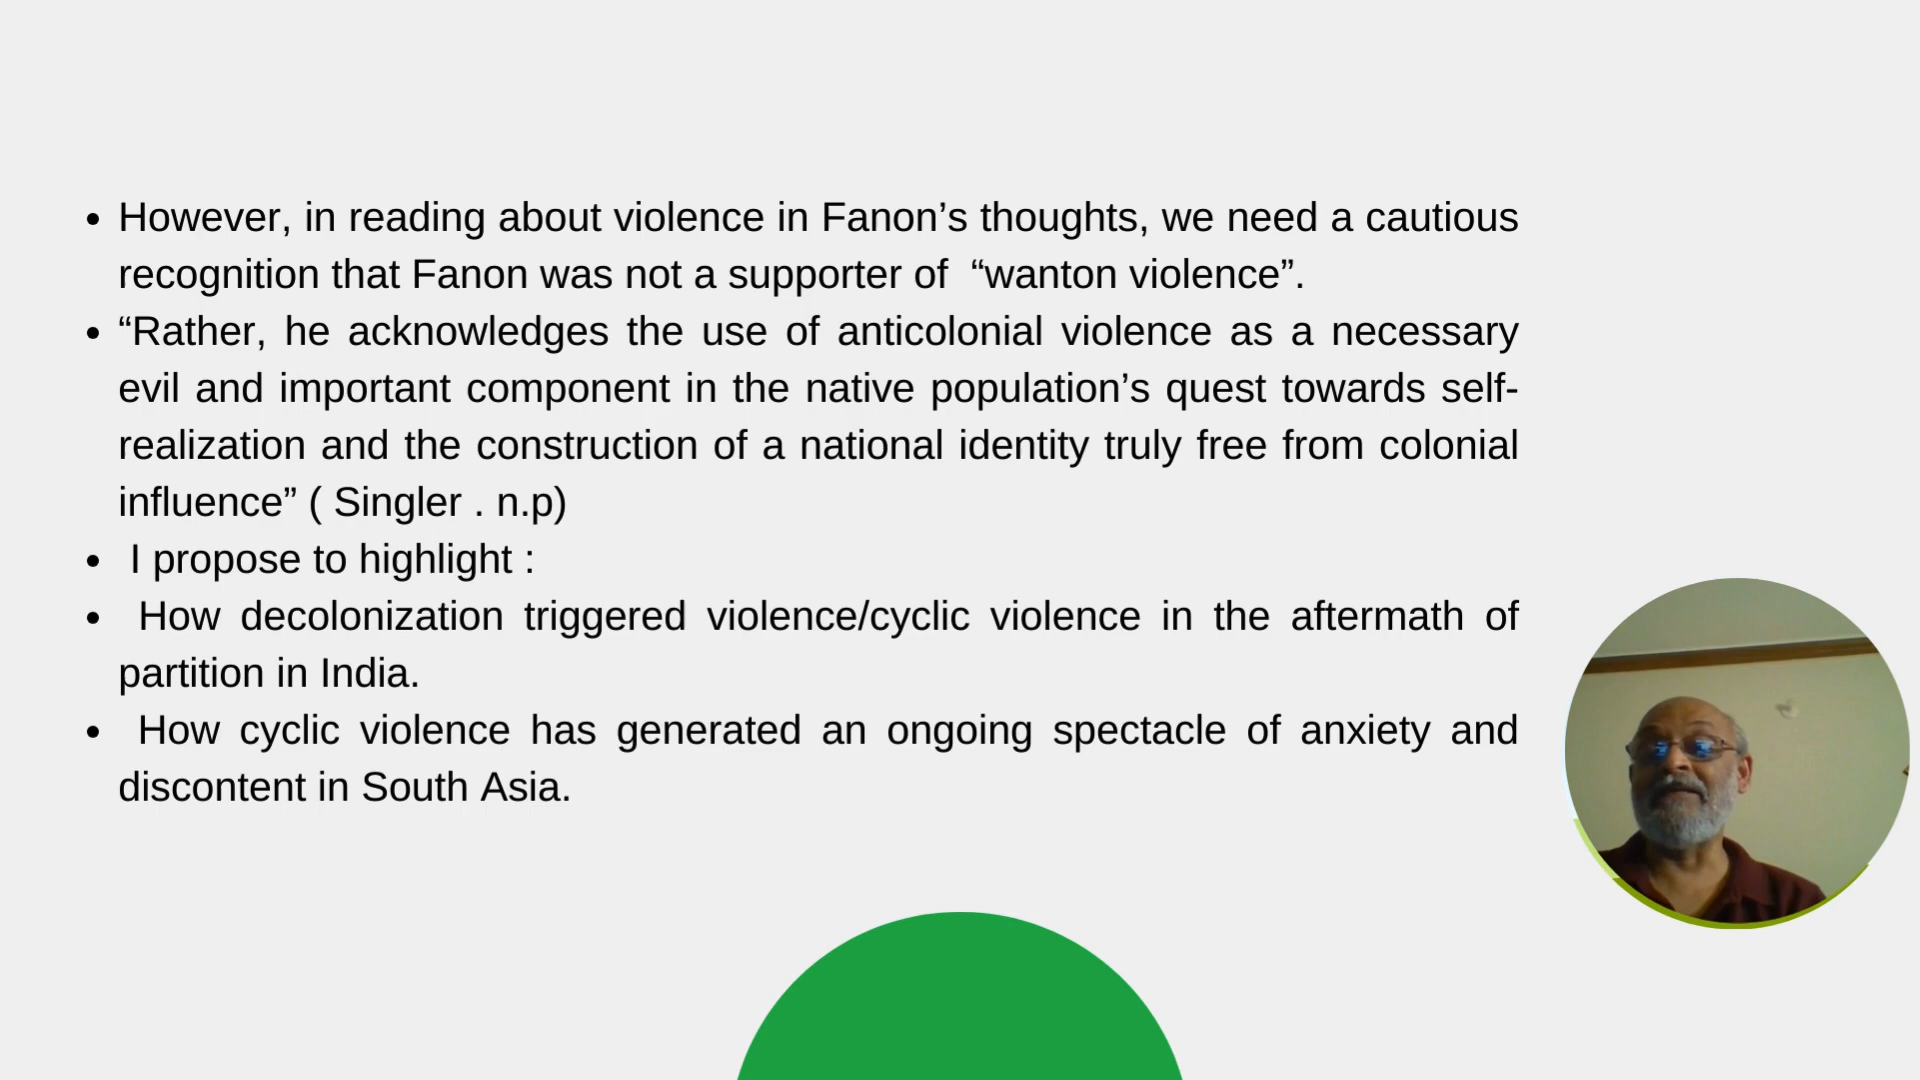 • However, in reading about violence in Fanon’s thoughts, we need a cautious
recognition that Fanon was not a supporter of  “wanton violence”.
• “Rather, he acknowledges the use of anticolonial violence as a necessary
evil and important component in the native population’s quest towards self-
realization and the construction of a national identity truly free from colonial
influence” ( Singler . n.p)
•  I propose to highlight :
•  How decolonization triggered violence/cyclic violence in the aftermath of
partition in India.
•  How cyclic violence has generated an ongoing spectacle of anxiety and
discontent in South Asia.